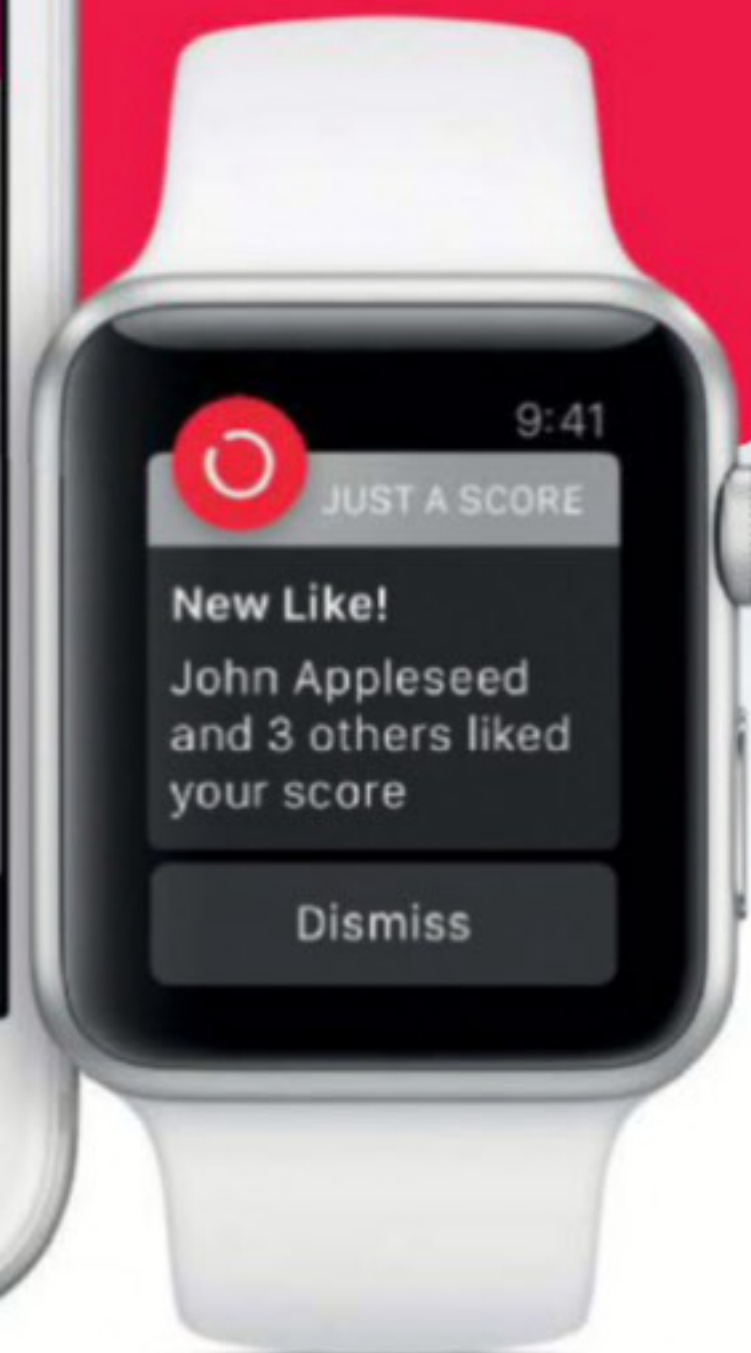 9:41
JUST A SCORE
New Like!
John Appleseed
and 3 others liked
your score
Dismiss